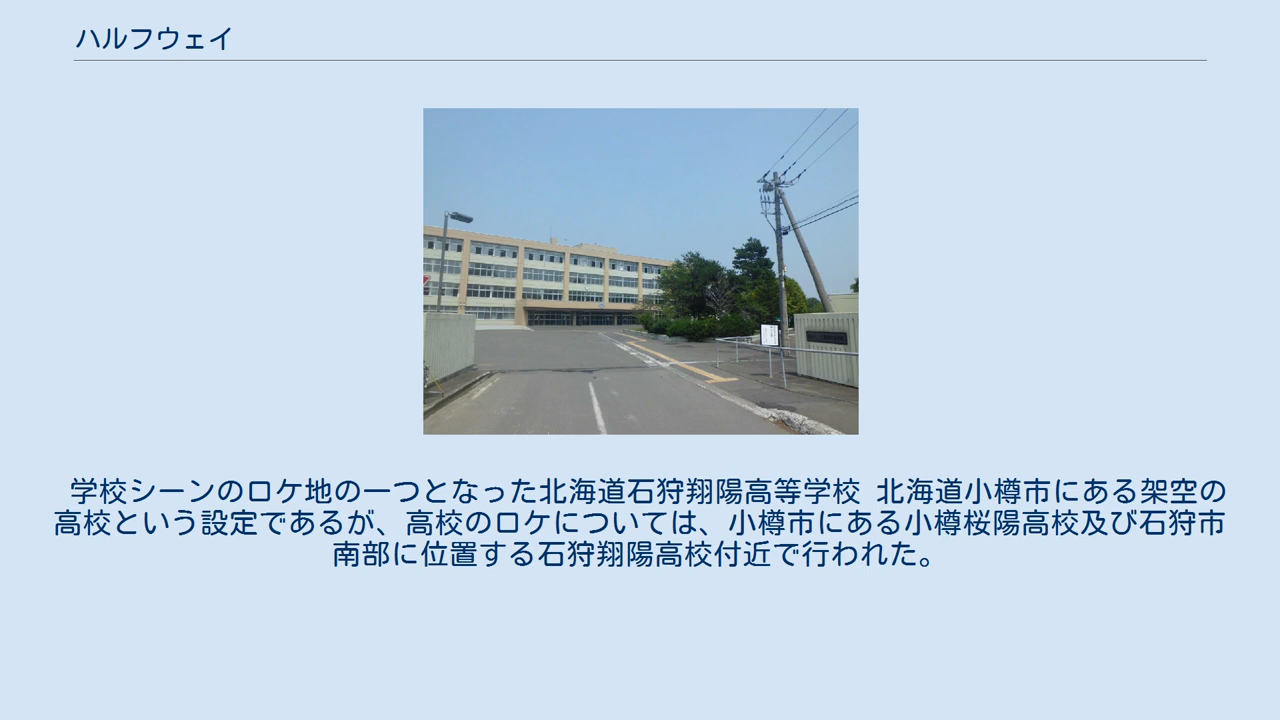 ハルフウェイ
学校シーンのロケ地の一つとなった北海道石狩翔陽高等学校 北海道小樽市にある架空の
高校という設定であるが、高校のロケについては、小樽市にある小樽桜陽高校及び石狩市
南部に位置する石狩翔陽高校付近で行われた。